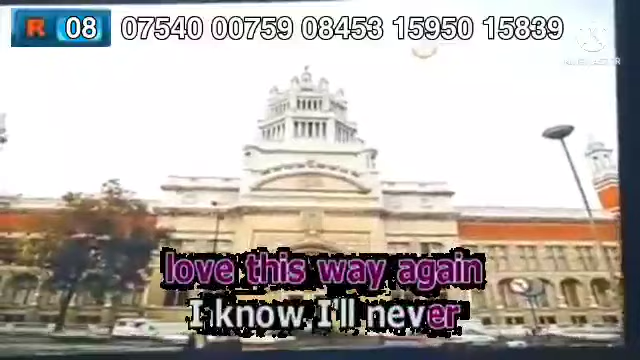 R 08 07540 00759 08453 15950 15839
love this way again
I know I'll never